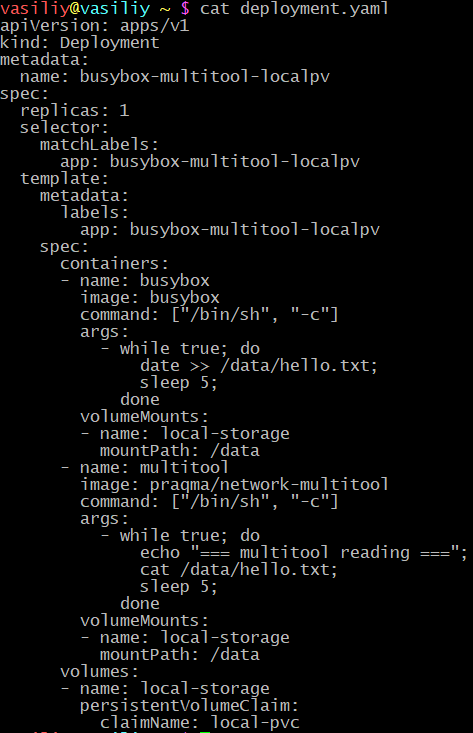 vasiliy@vasiliy ~ $ cat deployment.yaml
apiVersion: apps/v1
kind: Deployment
metadata:
  name: busybox-multitool-localpv
spec:
  replicas: 1
  selector:
    matchLabels:
      app: busybox-multitool-localpv
  template:
    metadata:
      labels:
        app: busybox-multitool-localpv
    spec:
      containers:
      - name: busybox
        image: busybox
        command: ["/bin/sh", "-c"]
        args:
          - while true; do
              date >> /data/hello.txt;
              sleep 5;
            done
        volumeMounts:
        - name: local-storage
          mountPath: /data
      - name: multitool
        image: praqma/network-multitool
        command: ["/bin/sh", "-c"]
        args:
          - while true; do
              echo "=== multitool reading ===";
              cat /data/hello.txt;
              sleep 5;
            done
        volumeMounts:
        - name: local-storage
          mountPath: /data
      volumes:
      - name: local-storage
        persistentVolumeClaim:
          claimName: local-pvc